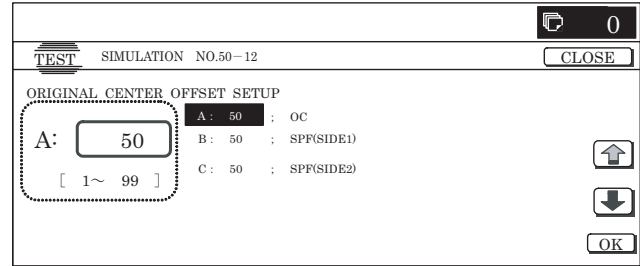 0
TEST SIMULATION NO.50-12 CLOSE
ORIGINAL CENTER OFFSET SETUP
A: 50 ; OC
A: 50
B: 50 ; SPF(SIDE1)
[ 1~ 99 ]
C: 50 ; SPF(SIDE2)
OK